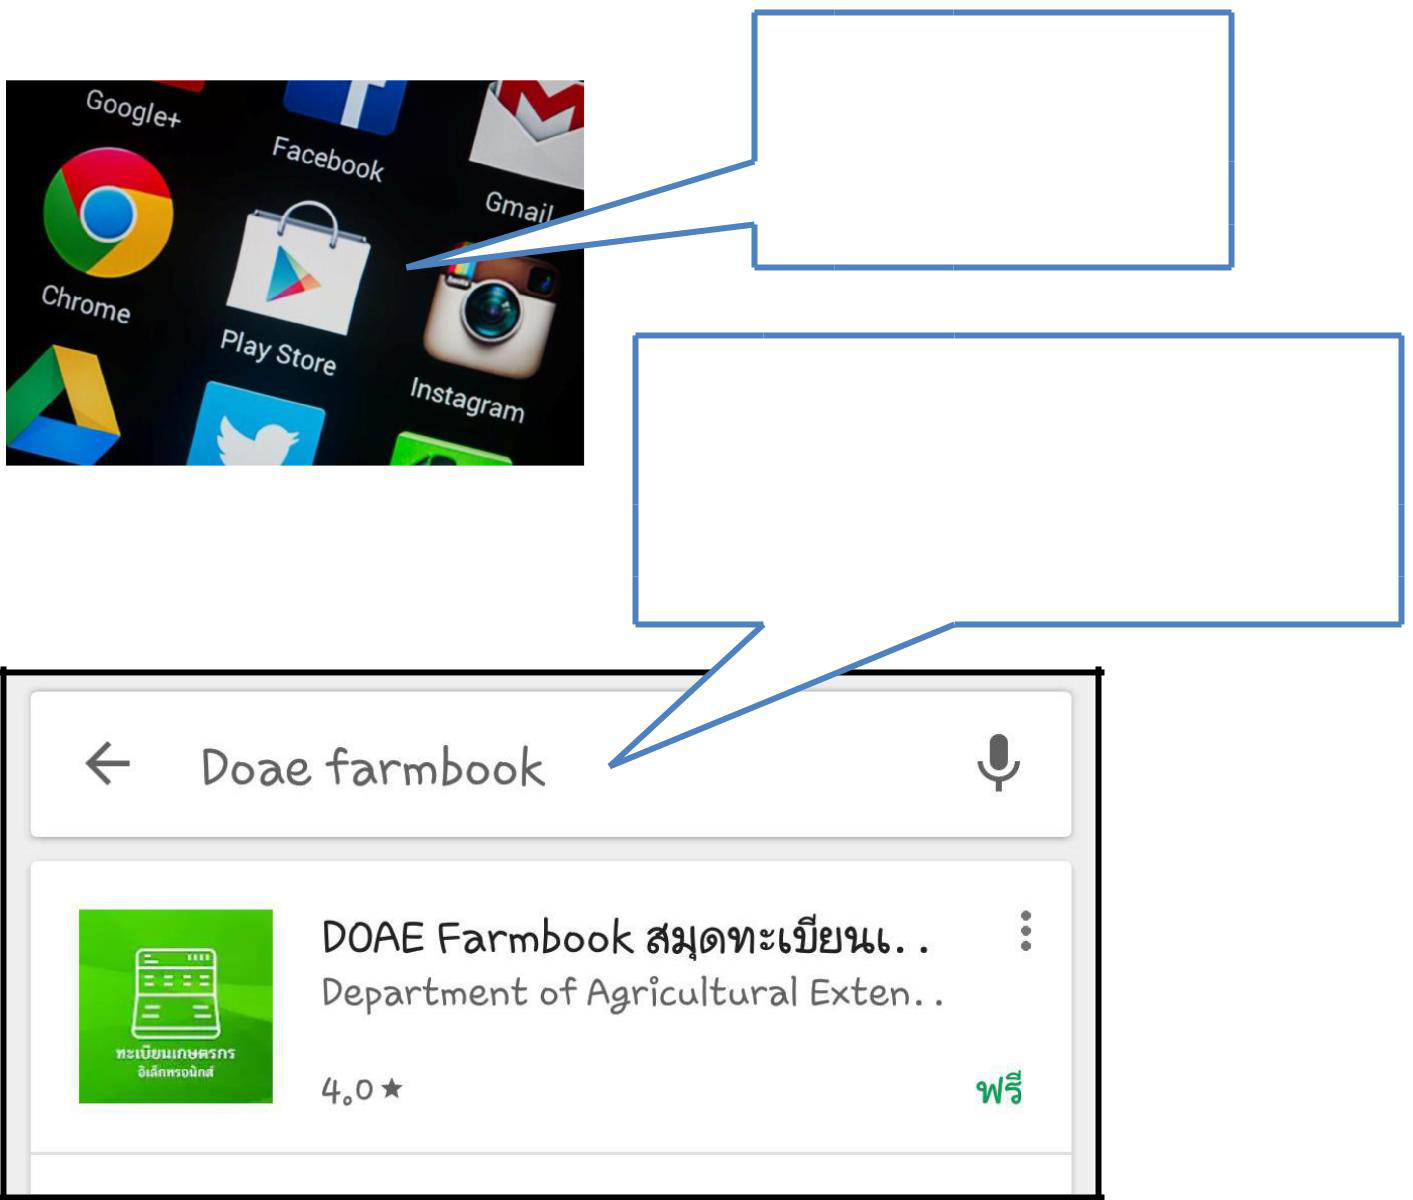 Google+
Facebook
Gmail
Chrome
Play Store
Instagram
Doae farmbook
DOAE Farmbook สมุดทะเบียนเ. .
Department of Agricultural Exten. .
ทะเบียนเกษตรกร
อิเล็กทรอนิกส์
4.0★
ฟรี